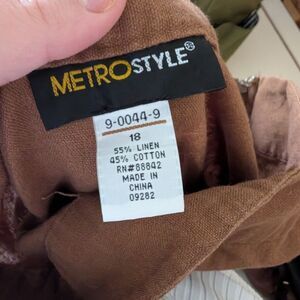 METROSTYLE®
9-0044-9
18
55% LINEN
45% COTTON
RN#88842
MADE IN
CHINA
09282